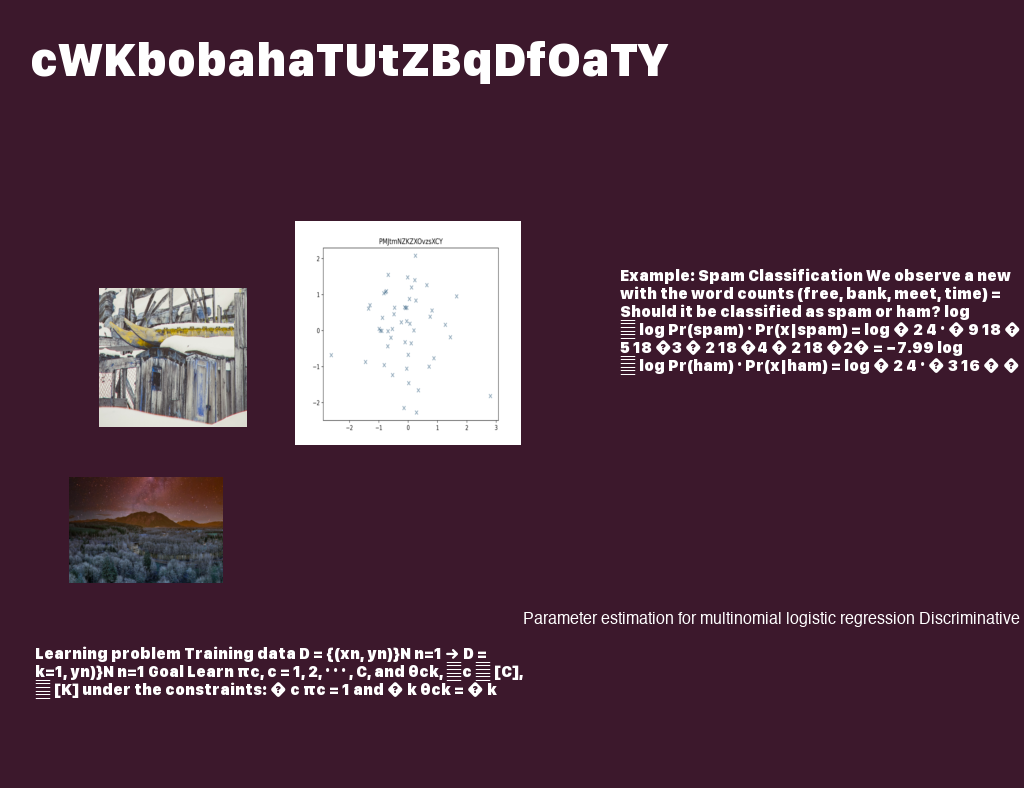 cWKbobahaTUtZBqDfOaTY
PMJtmNZKZXOvzsXCY
2
1
0
−1
−2
−2
−1
0
1
2
3
Example: Spam Classification We observe a new
with the word counts (free, bank, meet, time) =
Should it be classified as spam or ham? log
log Pr(spam) · Pr(x|spam) = log � 2 4 · � 9 18 �
5 18 �3 � 2 18 �4 � 2 18 �2� = −7.99 log
log Pr(ham) · Pr(x|ham) = log � 2 4 · � 3 16 � �
Parameter estimation for multinomial logistic regression Discriminative
Learning problem Training data D = {(xn, yn)}N n=1 → D =
k=1, yn)}N n=1 Goal Learn πc, c = 1, 2, · · · , C, and θck, c [C],
[K] under the constraints: � c πc = 1 and � k θck = � k